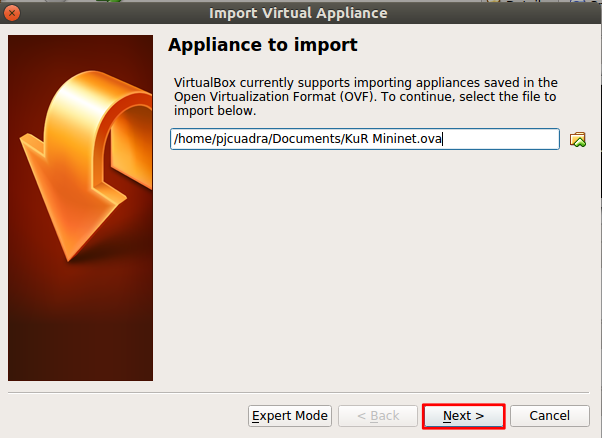 Import Virtual Appliance
Appliance to import
VirtualBox currently supports importing appliances saved in the
Open Virtualization Format (OVF). To continue, select the file to
import below.
/home/pjcuadra/Documents/KuR Mininet.ova
Expert Mode
< Back
Next >
Cancel